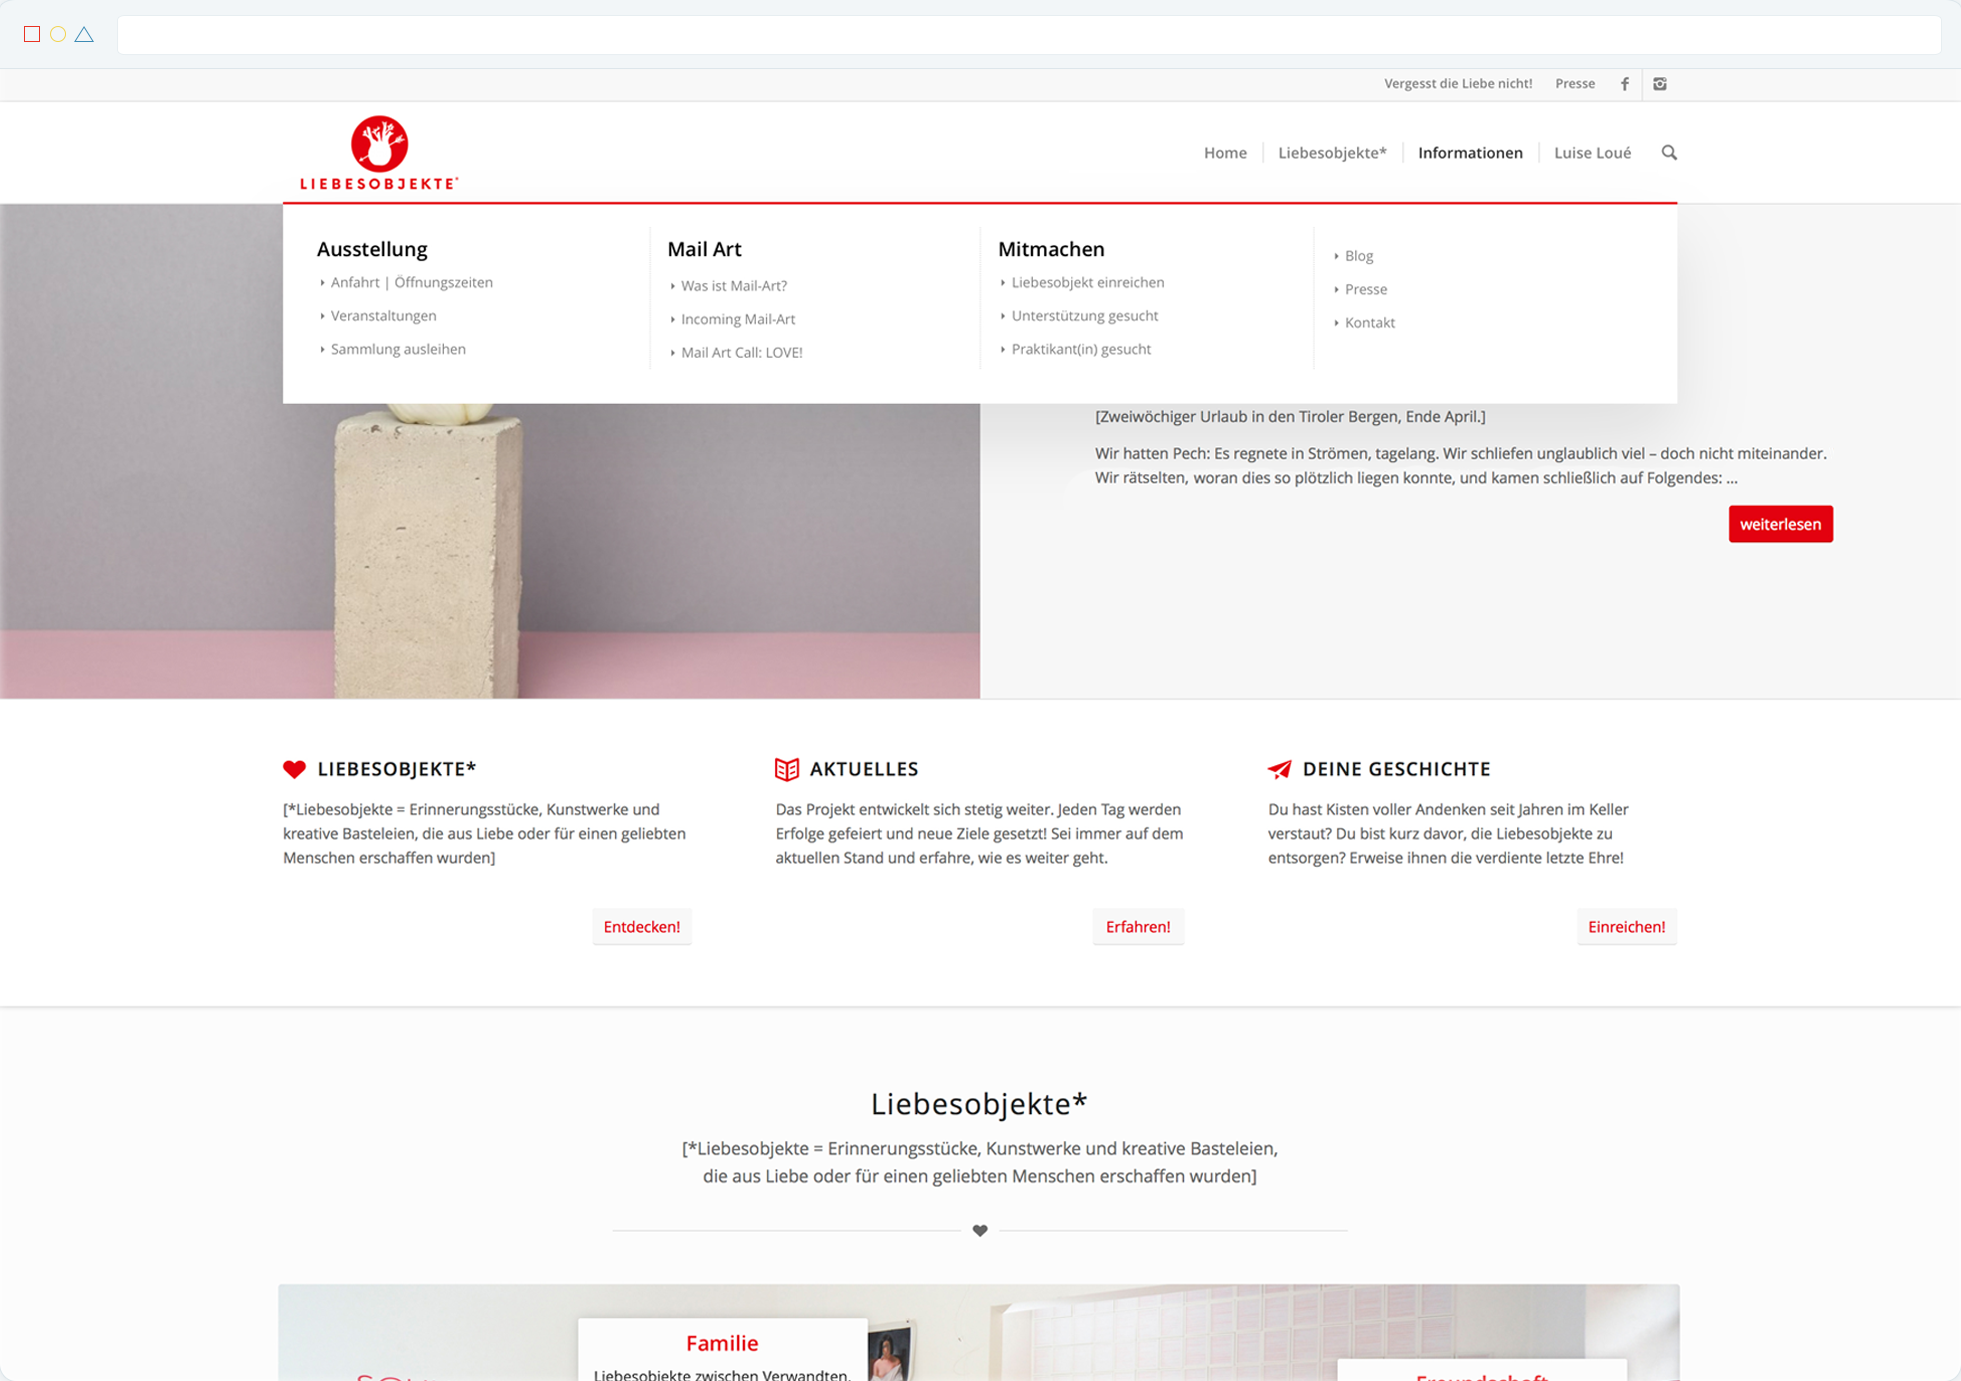 Vergesst die Liebe nicht! Presse
LIEBESOBJEKTE*
Home Liebesobjekte* Informationen Luise Loué
Ausstellung
Anfahrt | Öffnungszeiten
Veranstaltungen
Sammlung ausleihen
Mail Art
Was ist Mail-Art?
Incoming Mail-Art
Mail Art Call: LOVE!
Mitmachen
Liebesobjekt einreichen
Unterstützung gesucht
Praktikant(in) gesucht
Blog
Presse
Kontakt
[Zweiwöchiger Urlaub in den Tiroler Bergen, Ende April.]
Wir hatten Pech: Es regnete in Strömen, tagelang. Wir schliefen unglaublich viel – doch nicht miteinander.
Wir rätselten, woran dies so plötzlich liegen konnte, und kamen schließlich auf Folgendes: ...
weiterlesen
LIEBESOBJEKTE*
[*Liebesobjekte = Erinnerungsstücke, Kunstwerke und
kreative Basteleien, die aus Liebe oder für einen geliebten
Menschen erschaffen wurden]
Entdecken!
AKTUELLES
Das Projekt entwickelt sich stetig weiter. Jeden Tag werden
Erfolge gefeiert und neue Ziele gesetzt! Sei immer auf dem
aktuellen Stand und erfahre, wie es weiter geht.
Erfahren!
DEINE GESCHICHTE
Du hast Kisten voller Andenken seit Jahren im Keller
verstaut? Du bist kurz davor, die Liebesobjekte zu
entsorgen? Erweise ihnen die verdiente letzte Ehre!
Einreichen!
Liebesobjekte*
[*Liebesobjekte = Erinnerungsstücke, Kunstwerke und kreative Basteleien,
die aus Liebe oder für einen geliebten Menschen erschaffen wurden]
Familie
Liebesobjekte zwischen Verwandten,
Freundschaft